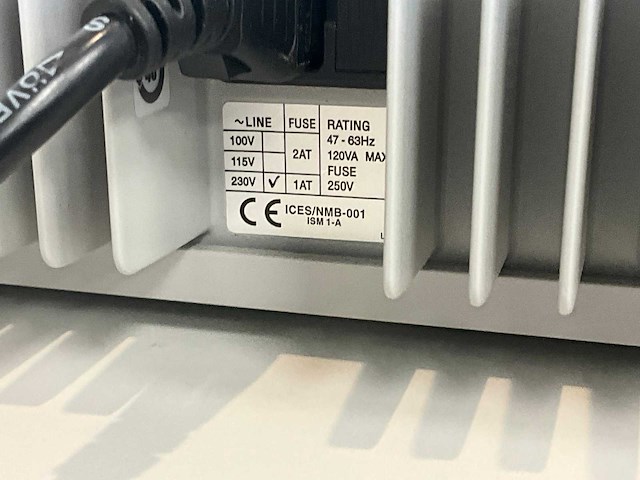 ~LINE FUSE RATING
100V 47 - 63Hz
2AT 120VA MAX
115V FUSE
230V ✓ 1AT 250V
CE ICES/NMB-001
ISM 1-A